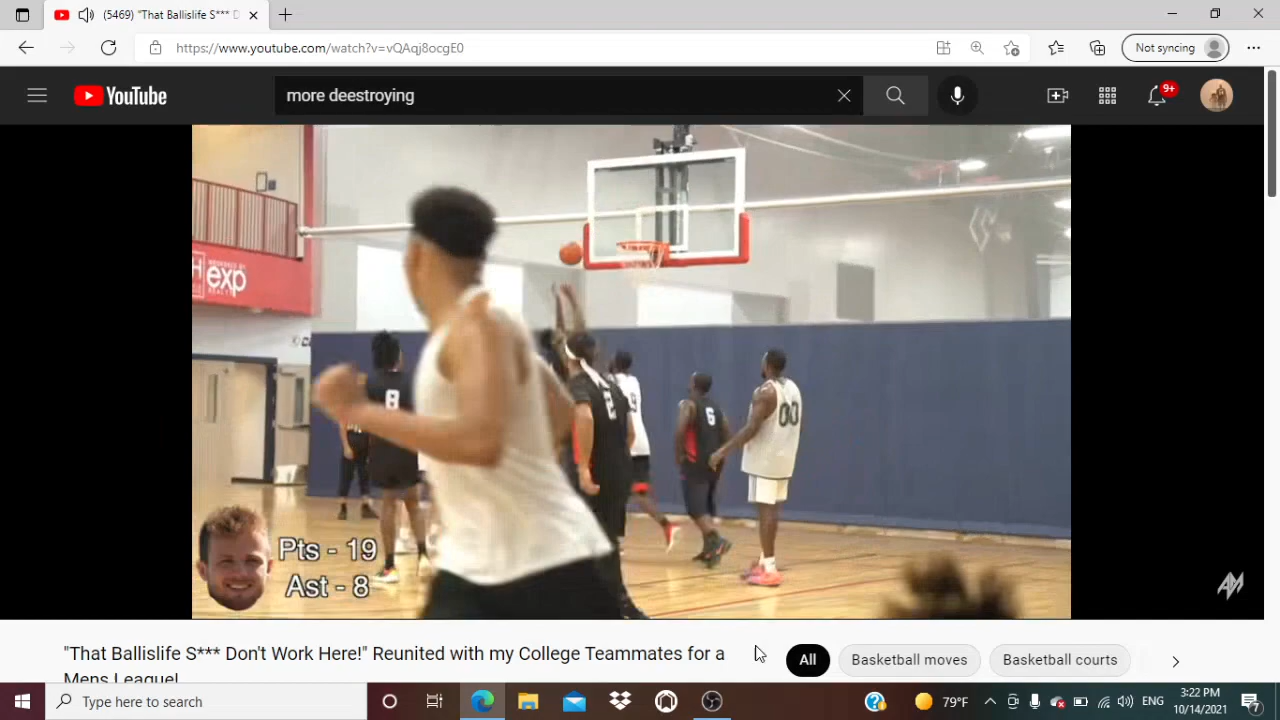 (5469) "That Ballislife S*** D
https://www.youtube.com/watch?v=vQAqj8ocgE0
Not syncing
YouTube
more deestroying
9+
exp
8
2
9
6
00
Pts - 19
Ast - 8
"That Ballislife S*** Don't Work Here!" Reunited with my College Teammates for a
Mens League!
All
Basketball moves
Basketball courts
Type here to search
79°F
ENG
3:22 PM
10/14/2021
7